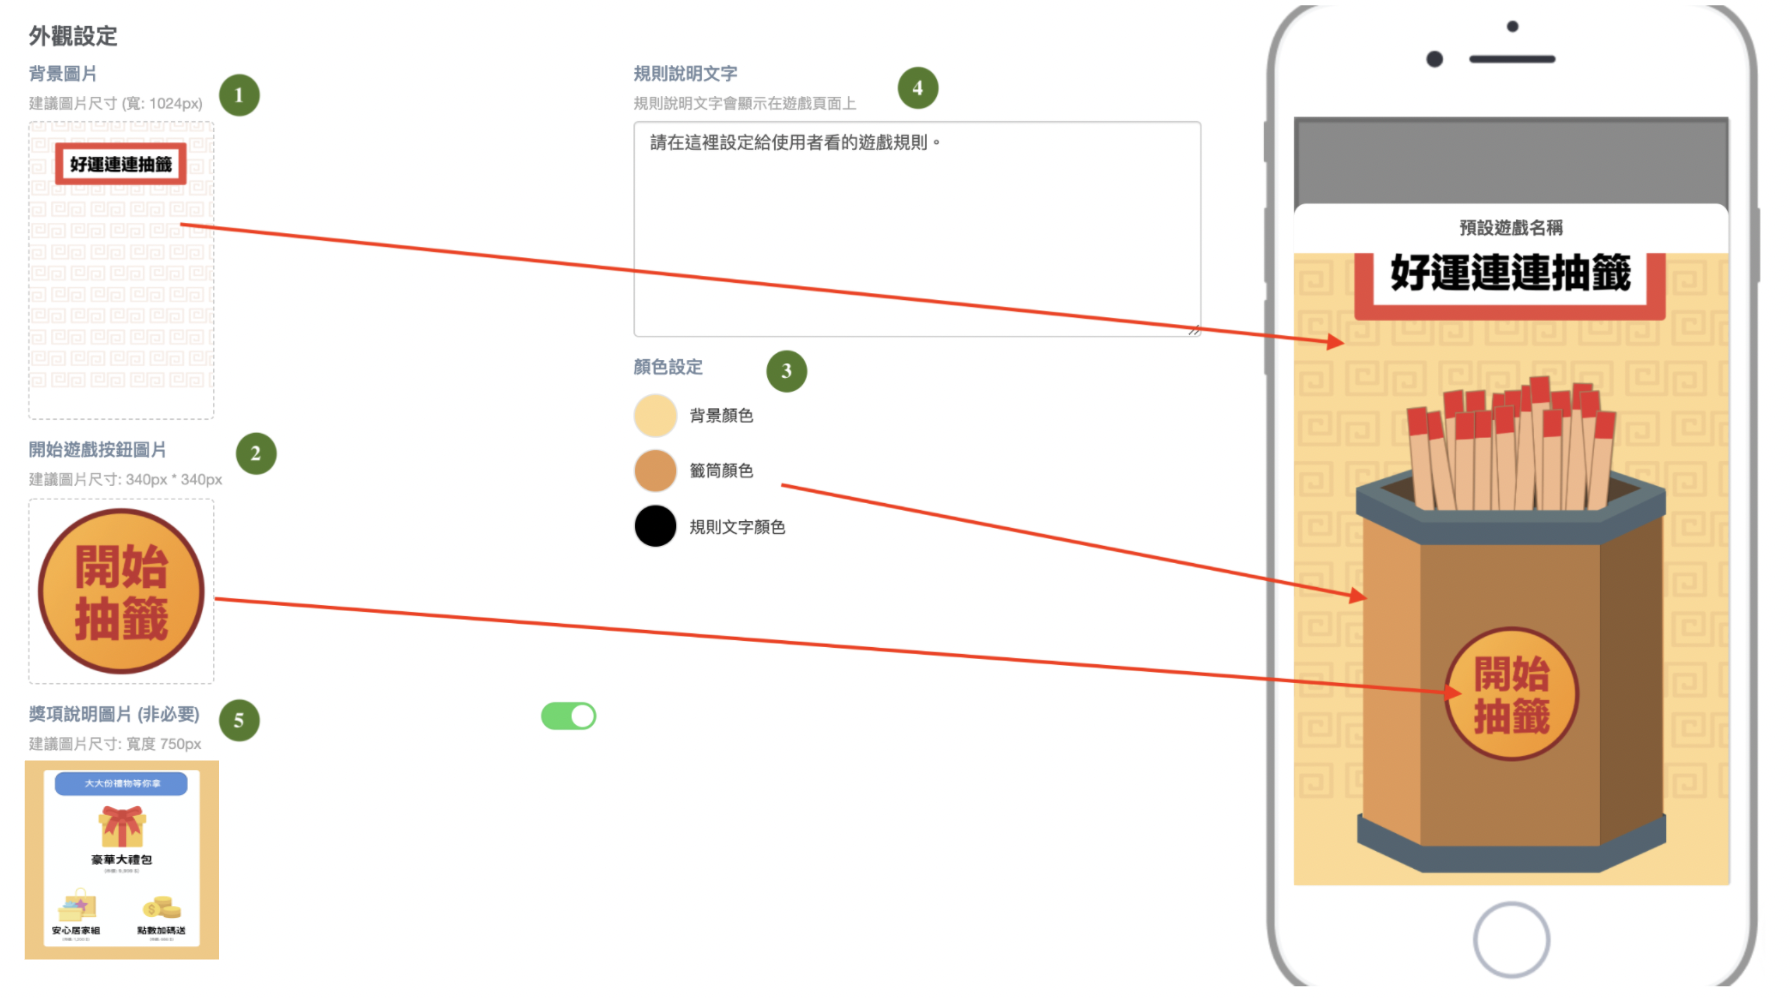 外觀設定
背景圖片
1
建議圖片尺寸 (寬: 1024px)
好運連連抽籤
開始遊戲按鈕圖片
2
建議圖片尺寸: 340px * 340px
開始
抽籤
獎項說明圖片 (非必要)
5
建議圖片尺寸: 寬度 750px
大大份禮物等你拿
豪華大禮包
安心居家組
點數加碼送
規則說明文字
4
規則說明文字會顯示在遊戲頁面上
請在這裡設定給使用者看的遊戲規則。
顏色設定
3
背景顏色
籤筒顏色
規則文字顏色
預設遊戲名稱
好運連連抽籤
開始
抽籤